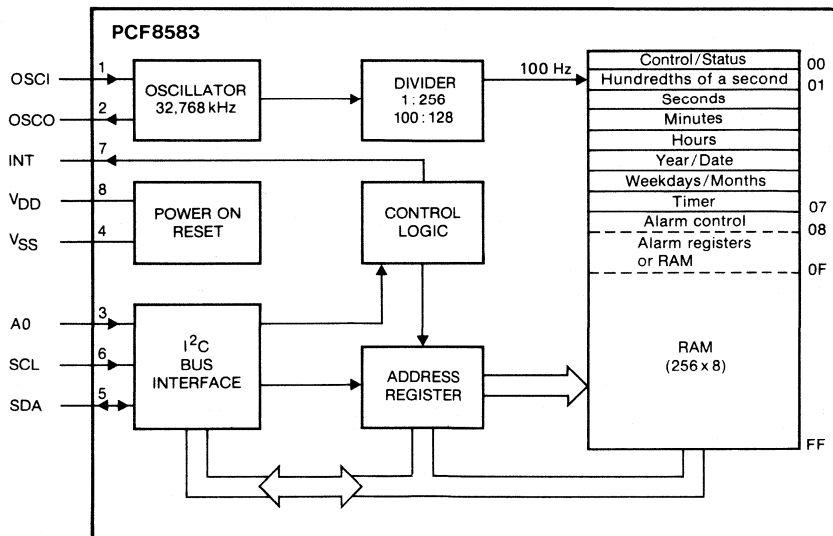 PCF8583
OSCI
1
OSCO
2
INT
7
VDD
8
VSS
4
A0
3
SCL
6
SDA
5
OSCILLATOR
32,768 kHz
DIVIDER
1 : 256
100 : 128
100 Hz
POWER ON
RESET
CONTROL
LOGIC
I²C
BUS
INTERFACE
ADDRESS
REGISTER
Control/Status
00
Hundredths of a second
01
Seconds
Minutes
Hours
Year/Date
Weekdays/Months
Timer
07
Alarm control
08
Alarm registers
or RAM
0F
RAM
(256 x 8)
FF